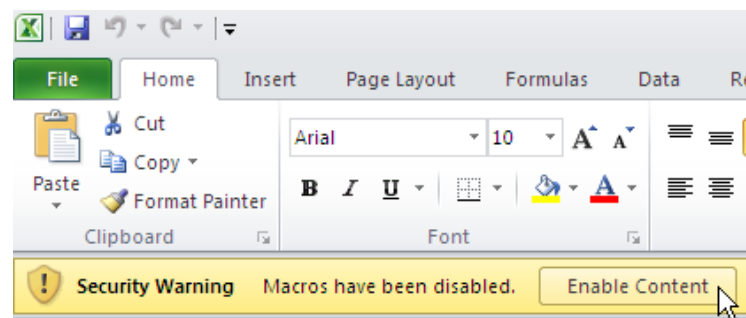 File Home Insert Page Layout Formulas Data
Cut
Arial 10 A A
Copy
Paste
Format Painter
B I U A
Clipboard Font
Security Warning Macros have been disabled. Enable Content